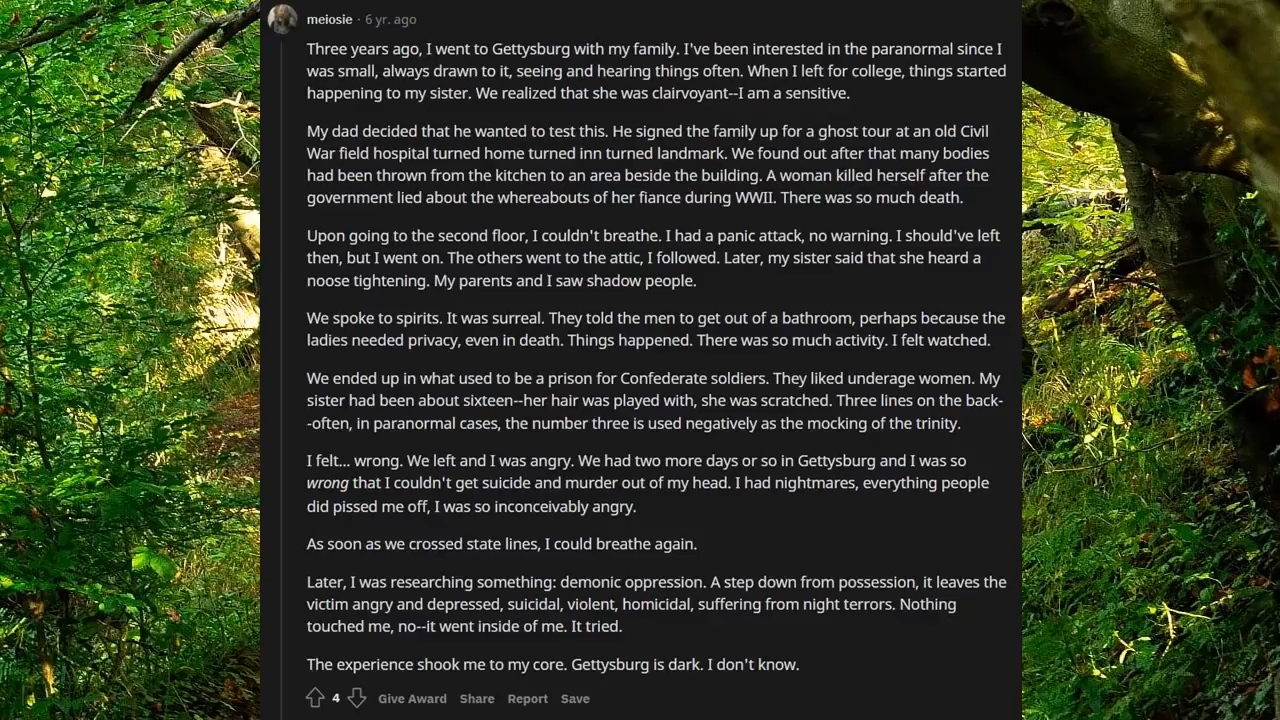 meiosie · 6 yr. ago
Three years ago, I went to Gettysburg with my family. I've been interested in the paranormal since I
was small, always drawn to it, seeing and hearing things often. When I left for college, things started
happening to my sister. We realized that she was clairvoyant--I am a sensitive.
My dad decided that he wanted to test this. He signed the family up for a ghost tour at an old Civil
War field hospital turned home turned inn turned landmark. We found out after that many bodies
had been thrown from the kitchen to an area beside the building. A woman killed herself after the
government lied about the whereabouts of her fiance during WWII. There was so much death.
Upon going to the second floor, I couldn't breathe. I had a panic attack, no warning. I should've left
then, but I went on. The others went to the attic, I followed. Later, my sister said that she heard a
noose tightening. My parents and I saw shadow people.
We spoke to spirits. It was surreal. They told the men to get out of a bathroom, perhaps because the
ladies needed privacy, even in death. Things happened. There was so much activity. I felt watched.
We ended up in what used to be a prison for Confederate soldiers. They liked underage women. My
sister had been about sixteen--her hair was played with, she was scratched. Three lines on the back-
-often, in paranormal cases, the number three is used negatively as the mocking of the trinity.
I felt... wrong. We left and I was angry. We had two more days or so in Gettysburg and I was so
wrong that I couldn't get suicide and murder out of my head. I had nightmares, everything people
did pissed me off, I was so inconceivably angry.
As soon as we crossed state lines, I could breathe again.
Later, I was researching something: demonic oppression. A step down from possession, it leaves the
victim angry and depressed, suicidal, violent, homicidal, suffering from night terrors. Nothing
touched me, no--it went inside of me. It tried.
The experience shook me to my core. Gettysburg is dark. I don't know.
4 Give Award Share Report Save